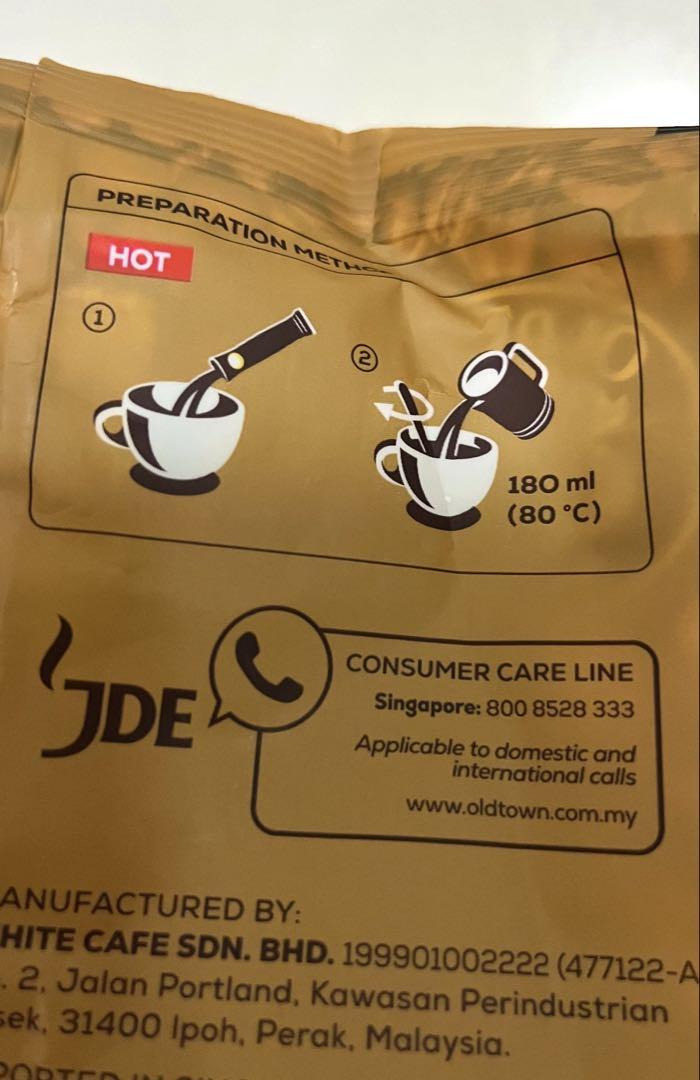 PREPARATION METHO
HOT
1
2
180 ml
(80 °C)
JDE
CONSUMER CARE LINE
Singapore: 800 8528 333
Applicable to domestic and
international calls
www.oldtown.com.my
ANUFACTURED BY:
HITE CAFE SDN. BHD. 199901002222 (477122-A
. 2, Jalan Portland, Kawasan Perindustrian
sek, 31400 Ipoh, Perak, Malaysia.